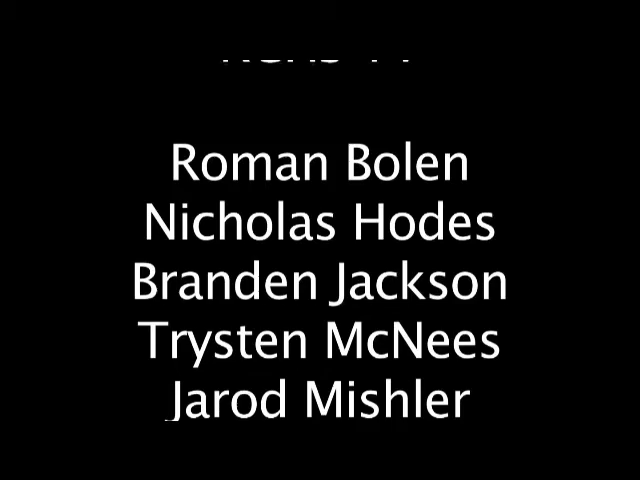 Roman Bolen
Nicholas Hodes
Branden Jackson
Trysten McNees
Jarod Mishler